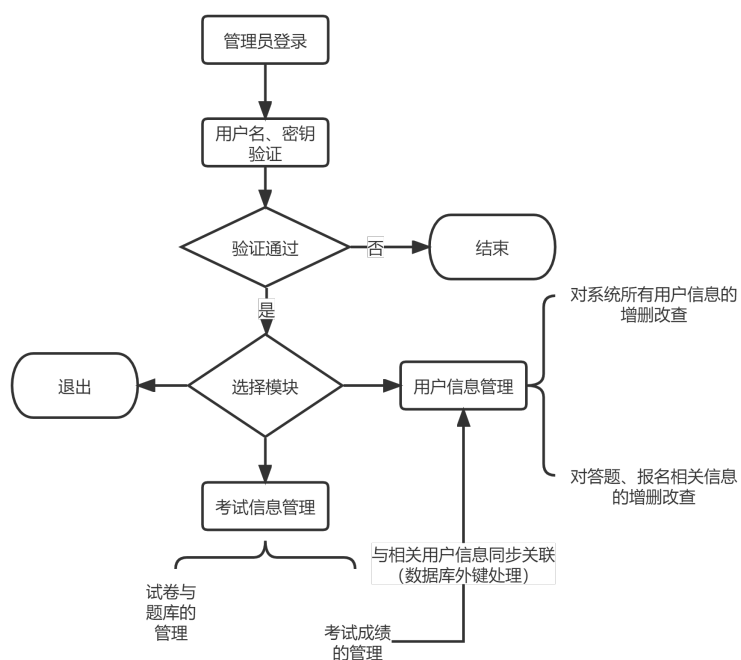 管理员登录
用户名、密钥
验证
验证通过
否
结束
是
对系统所有用户信息的
增删改查
退出
选择模块
用户信息管理
对答题、报名相关信息
的增删改查
考试信息管理
与相关用户信息同步关联
（数据库外键处理）
试卷与
题库的
管理
考试成绩
的管理